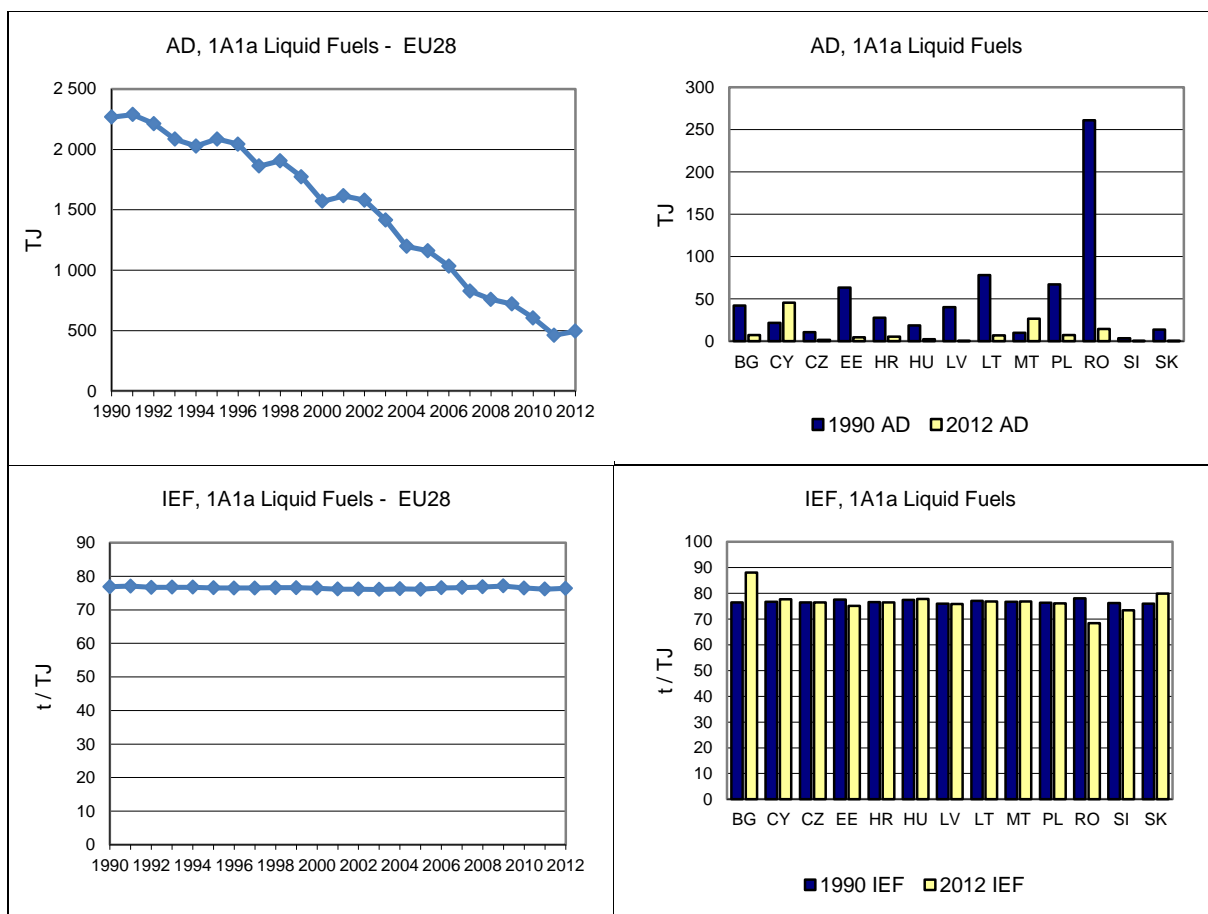 AD, 1A1a Liquid Fuels - EU28
2 500
2 000
1 500
1 000
500
0
TJ
1990 1992 1994 1996 1998 2000 2002 2004 2006 2008 2010 2012
AD, 1A1a Liquid Fuels
300
250
200
150
100
50
0
TJ
BG CY CZ EE HR HU LV LT MT PL RO SI SK
1990 AD 2012 AD
IEF, 1A1a Liquid Fuels - EU28
90
80
70
60
50
40
30
20
10
0
t / TJ
1990 1992 1994 1996 1998 2000 2002 2004 2006 2008 2010 2012
IEF, 1A1a Liquid Fuels
100
90
80
70
60
50
40
30
20
10
0
t / TJ
BG CY CZ EE HR HU LV LT MT PL RO SI SK
1990 IEF 2012 IEF